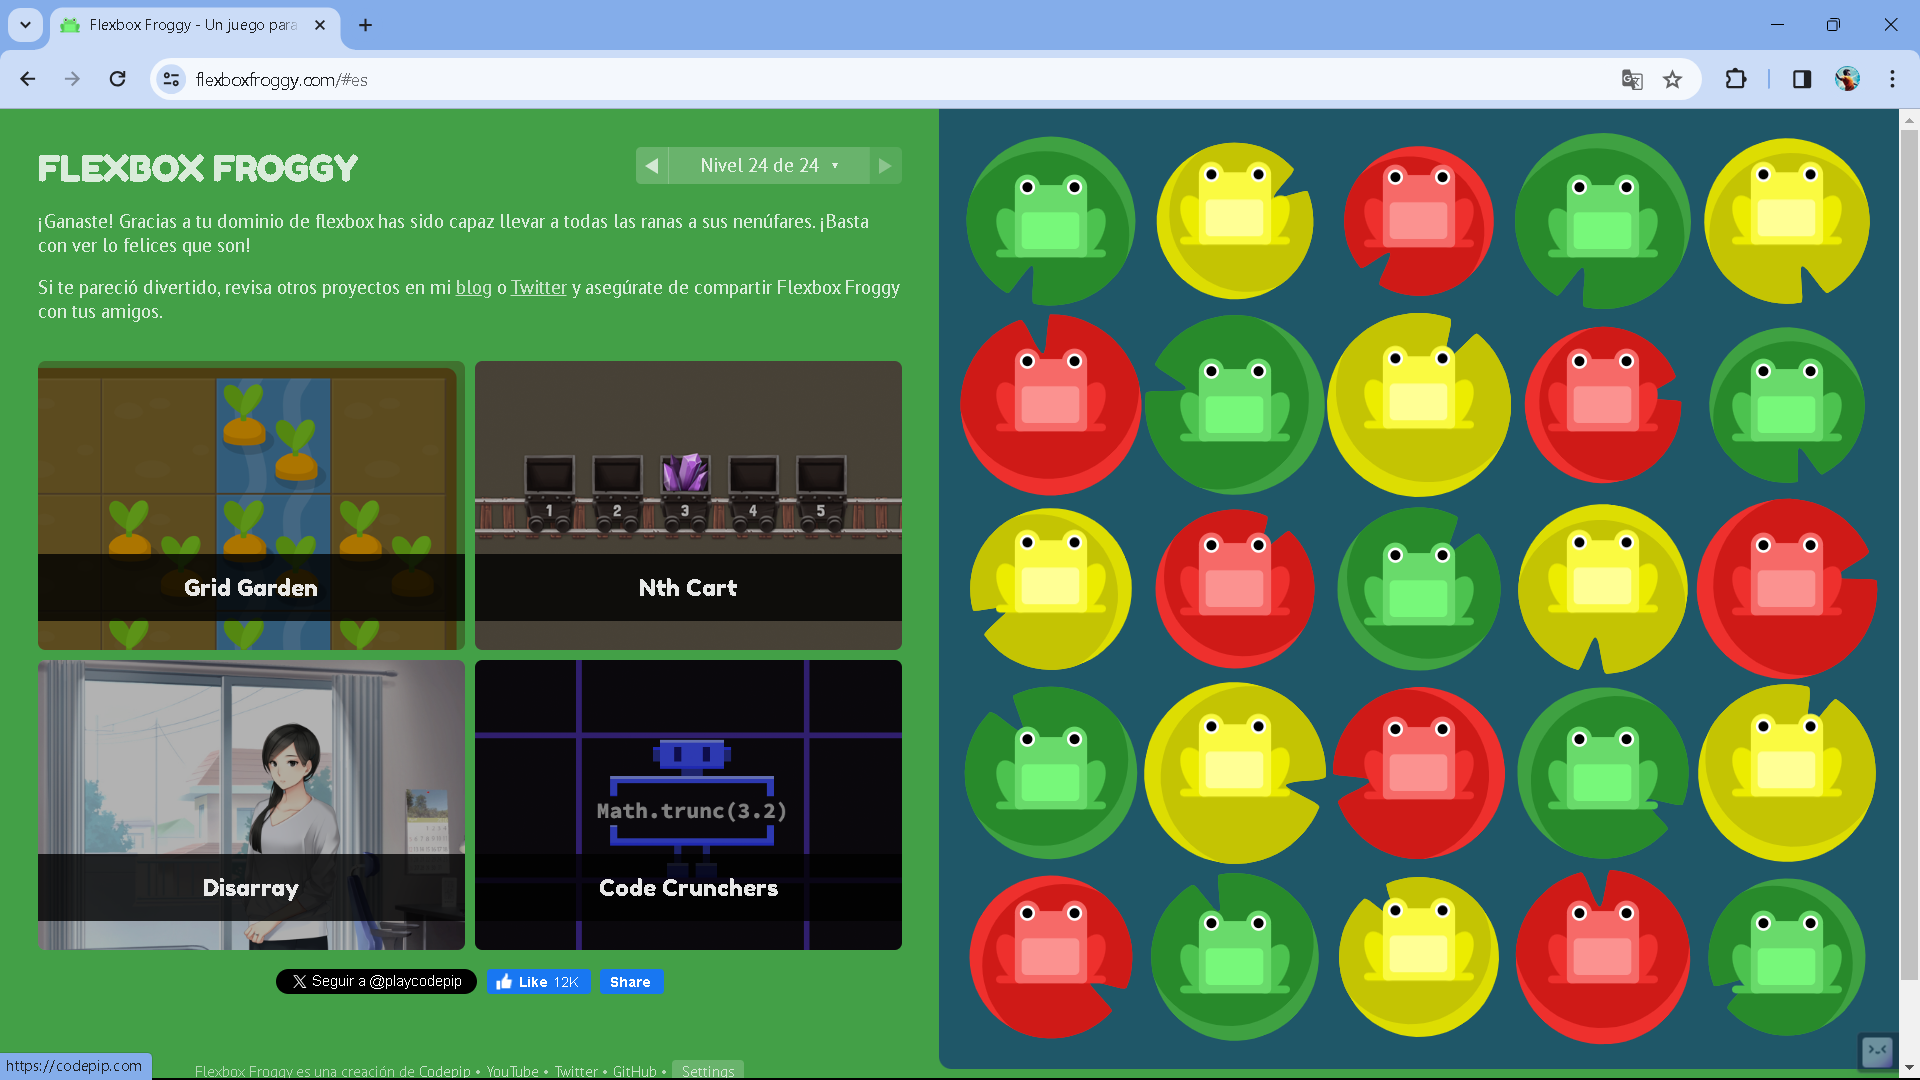 Flexbox Froggy - Un juego para
flexboxfroggy.com/#es
FLEXBOX FROGGY
Nivel 24 de 24 ▾
¡Ganaste! Gracias a tu dominio de flexbox has sido capaz llevar a todas las ranas a sus nenúfares. ¡Basta
con ver lo felices que son!
Si te pareció divertido, revisa otros proyectos en mi blog o Twitter y asegúrate de compartir Flexbox Froggy
con tus amigos.
1 2 3 4 5
Grid Garden
Nth Cart
Math.trunc(3.2)
Disarray
Code Crunchers
Seguir a @playcodepip
Like 12K
Share
https://codepip.com
Flexbox Froggy es una creación de Codepip • YouTube • Twitter • GitHub •
Settings